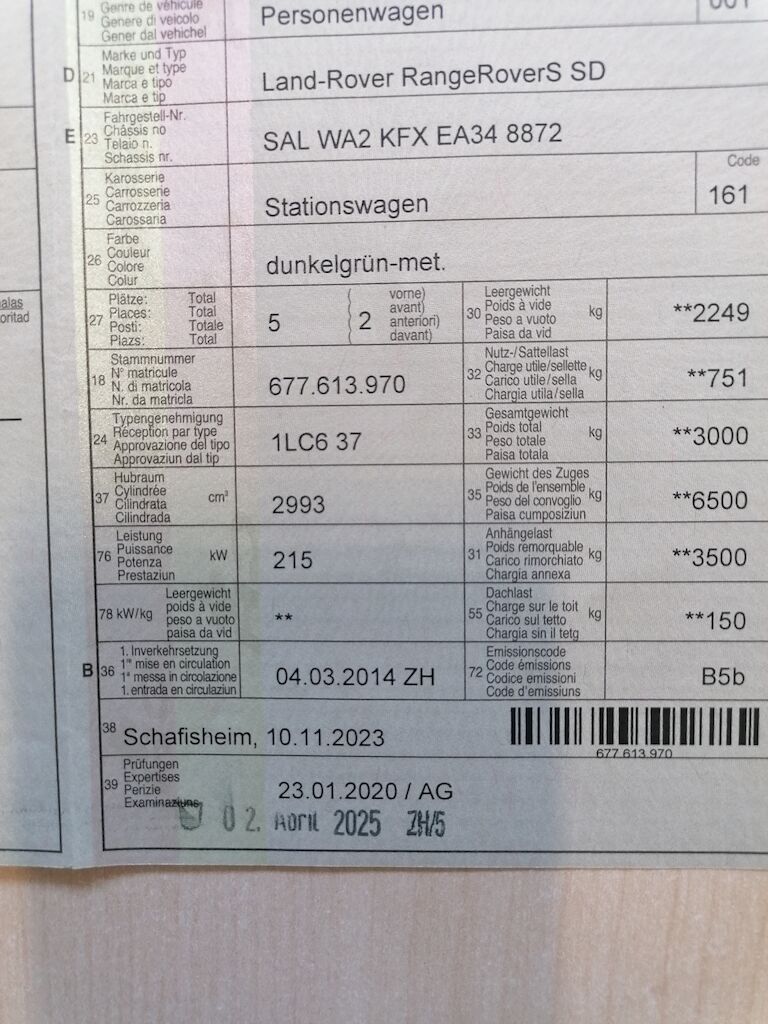 19 Genre de véhicule
Genere di veicolo
Gener dal vehichel
Personenwagen
001
D 21 Marke und Typ
Marque et type
Marca e tipo
Marca e tip
Land-Rover RangeRoverS SD
E 23 Fahrgestell-Nr.
Châssis no
Telaio n.
Schassis nr.
SAL WA2 KFX EA34 8872
25 Karosserie
Carrosserie
Carrozzeria
Carossaria
Stationswagen
Code
161
26 Farbe
Couleur
Colore
Colur
dunkelgrün-met.
alas
oritad
27 Plätze: Total
Places: Total
Posti: Totale
Plazs: Total
5
( vorne)
( 2 avant)
( anteriori)
( davant)
30 Leergewicht
Poids à vide kg
Peso a vuoto
Paisa da vid
**2249
18 Stammnummer
N° matricule
N. di matricola
Nr. da matricla
677.613.970
32 Nutz-/Sattellast
Charge utile/sellette kg
Carico utile/sella
Chargia utila/sella
**751
24 Typengenehmigung
Réception par type
Approvazione del tipo
Approvaziun dal tip
1LC6 37
33 Gesamtgewicht
Poids total kg
Peso totale
Paisa totala
**3000
37 Hubraum
Cylindrée cm³
Cilindrata
Cilindrada
2993
35 Gewicht des Zuges
Poids de l'ensemble kg
Peso del convoglio
Paisa cumposiziun
**6500
76 Leistung
Puissance kW
Potenza
Prestaziun
215
31 Anhängelast
Poids remorquable kg
Carico rimorchiato
Chargia annexa
**3500
78 kW/kg Leergewicht
poids à vide
peso a vuoto
paisa da vid
**
55 Dachlast
Charge sur le toit kg
Carico sul tetto
Chargia sin il tetg
**150
B 36 1. Inverkehrsetzung
1re mise en circulation
1a messa in circolazione
1. entrada en circulaziun
04.03.2014 ZH
72 Emissionscode
Code émissions
Codice emissioni
Code d'emissiuns
B5b
38 Schafisheim, 10.11.2023
677 613 970
39 Prüfungen
Expertises
Perizie
Examinaziuns
23.01.2020 / AG
02. April 2025 ZH/5